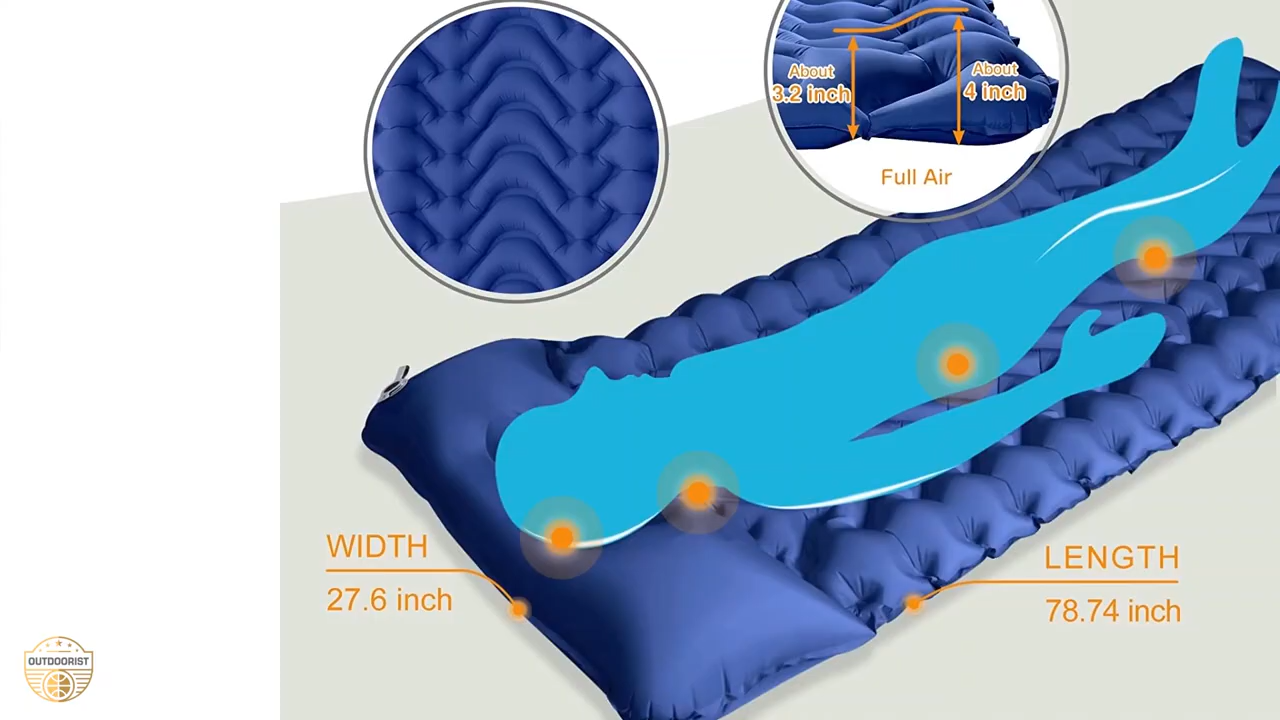 About
3.2 inch
About
4 inch
Full Air
WIDTH
27.6 inch
LENGTH
78.74 inch
OUTDOORIST